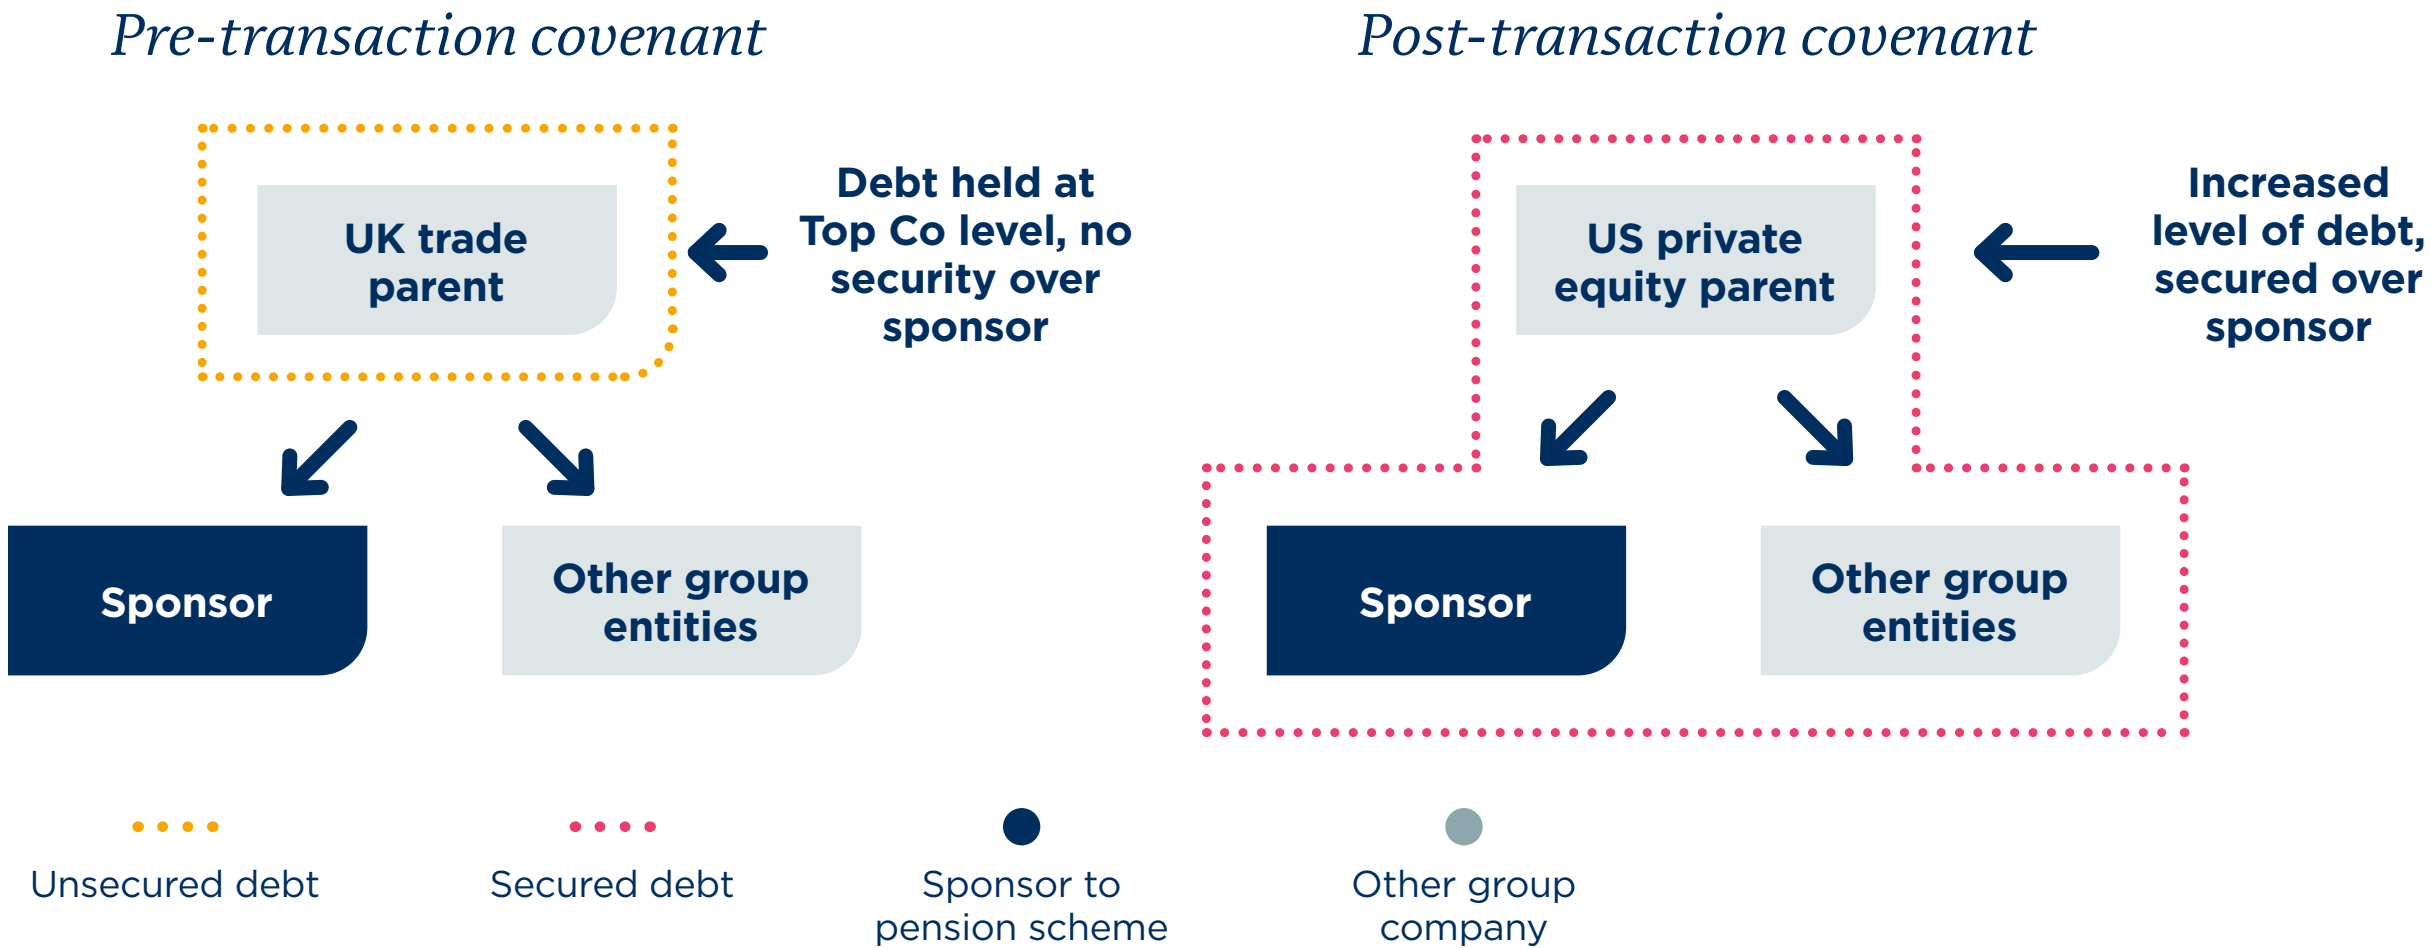 Pre-transaction covenant
UK trade
parent
Debt held at
Top Co level, no
security over
sponsor
Sponsor
Other group
entities
Post-transaction covenant
US private
equity parent
Increased
level of debt,
secured over
sponsor
Sponsor
Other group
entities
Unsecured debt
Secured debt
Sponsor to
pension scheme
Other group
company